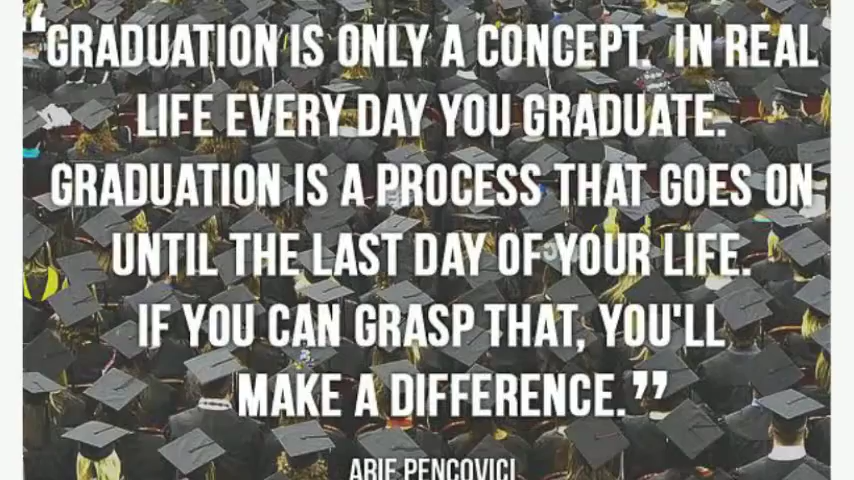 “GRADUATION IS ONLY A CONCEPT. IN REAL
LIFE EVERY DAY YOU GRADUATE.
GRADUATION IS A PROCESS THAT GOES ON
UNTIL THE LAST DAY OF YOUR LIFE.
IF YOU CAN GRASP THAT, YOU'LL
MAKE A DIFFERENCE.”
ARIE PENCOVICI